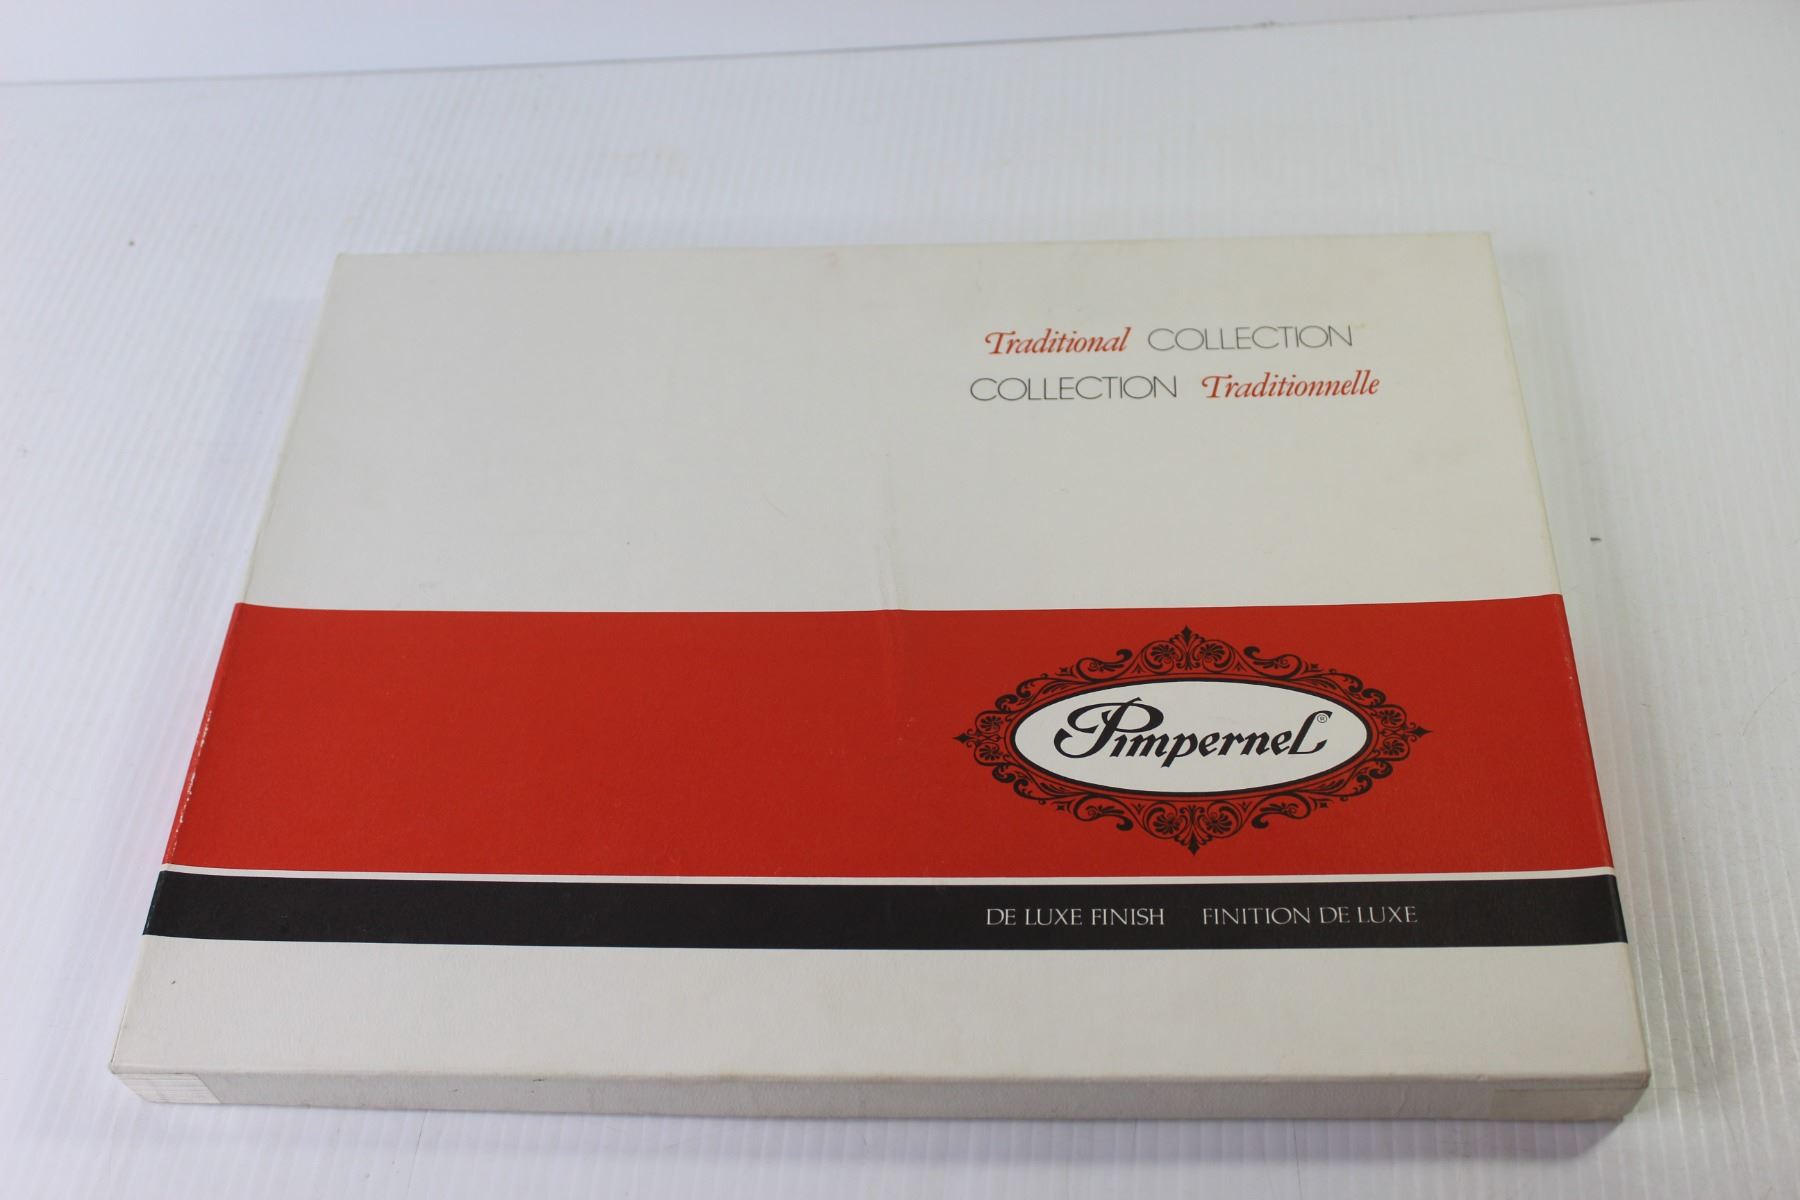 Traditional COLLECTION
COLLECTION Traditionnelle
Pimpernel®
DE LUXE FINISH FINITION DE LUXE